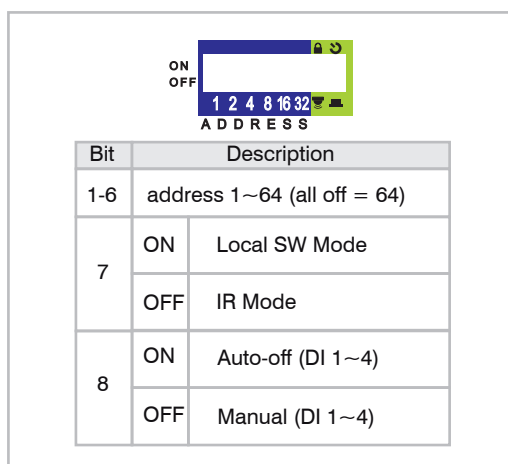 ON
OFF
1 2 4 8 16 32
ADDRESS
Bit Description
1-6 address 1~64 (all off = 64)
7 ON Local SW Mode
OFF IR Mode
8 ON Auto-off (DI 1~4)
OFF Manual (DI 1~4)